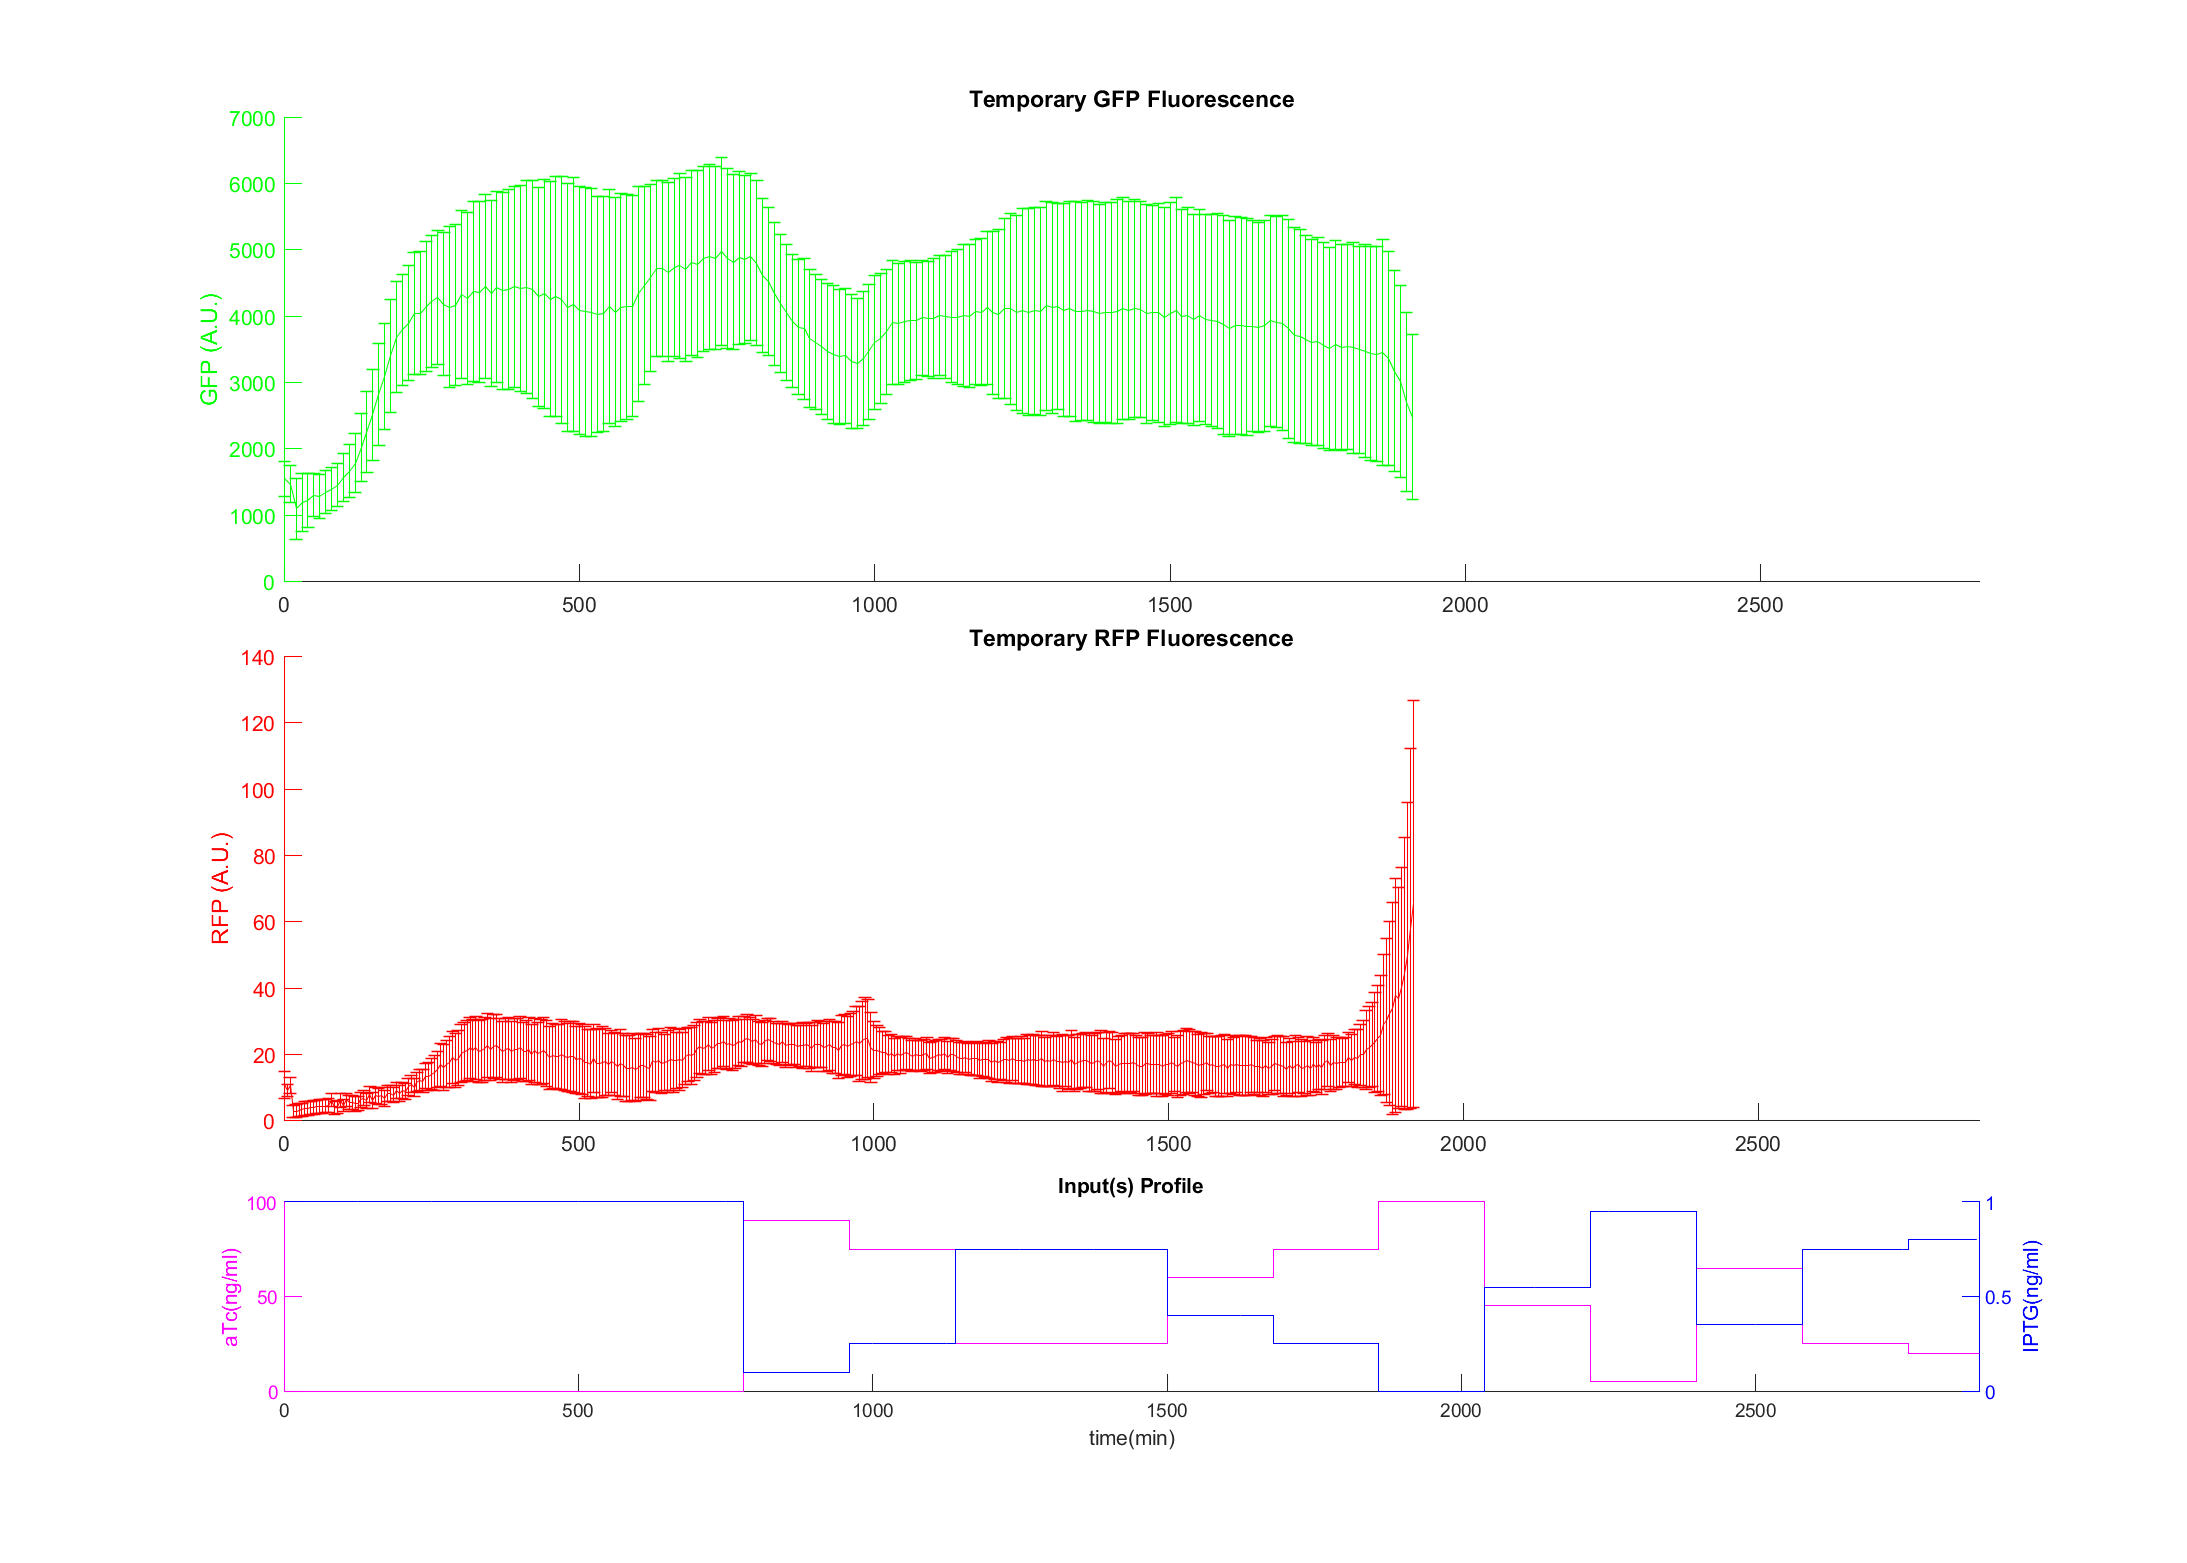 Temporary GFP Fluorescence
7000
6000
5000
4000
3000
2000
1000
0
GFP (A.U.)
0 500 1000 1500 2000 2500
Temporary RFP Fluorescence
140
120
100
80
60
40
20
0
RFP (A.U.)
0 500 1000 1500 2000 2500
Input(s) Profile
100
50
0
aTc(ng/ml)
1
0.5
0
IPTG(ng/ml)
0 500 1000 1500 2000 2500
time(min)